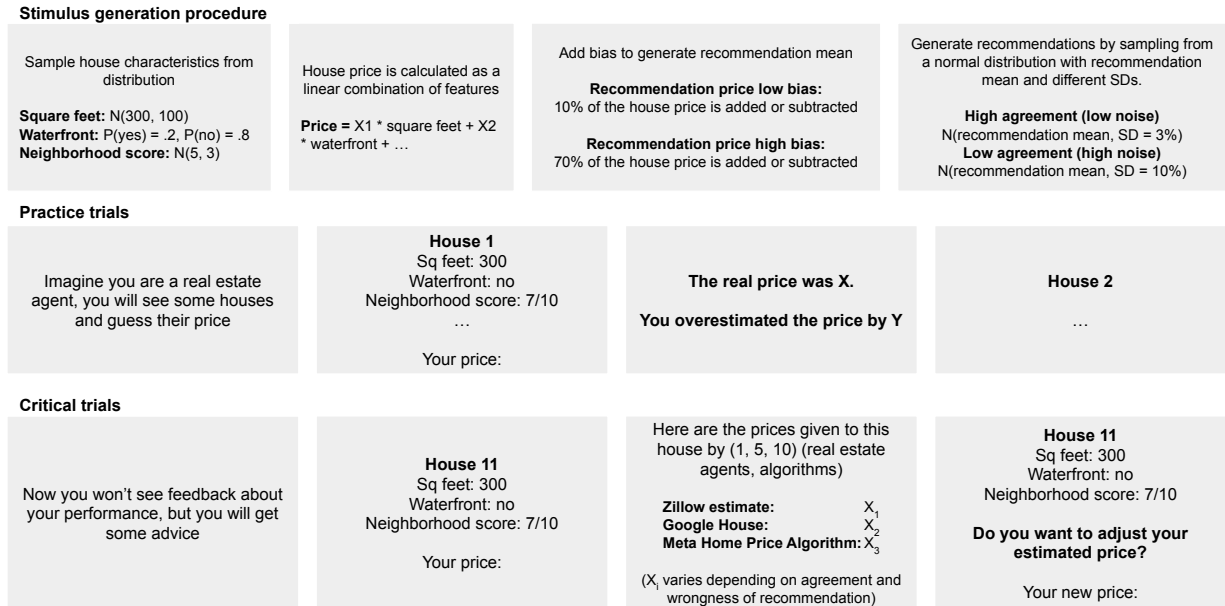 Stimulus generation procedure
Sample house characteristics from
distribution
Square feet: N(300, 100)
Waterfront: P(yes) = .2, P(no) = .8
Neighborhood score: N(5, 3)
House price is calculated as a
linear combination of features
Price = X1 * square feet + X2
* waterfront + …
Add bias to generate recommendation mean
Recommendation price low bias:
10% of the house price is added or subtracted
Recommendation price high bias:
70% of the house price is added or subtracted
Generate recommendations by sampling from
a normal distribution with recommendation
mean and different SDs.
High agreement (low noise)
N(recommendation mean, SD = 3%)
Low agreement (high noise)
N(recommendation mean, SD = 10%)
Practice trials
Imagine you are a real estate
agent, you will see some houses
and guess their price
House 1
Sq feet: 300
Waterfront: no
Neighborhood score: 7/10
…
Your price:
The real price was X.
You overestimated the price by Y
House 2
…
Critical trials
Now you won’t see feedback about
your performance, but you will get
some advice
House 11
Sq feet: 300
Waterfront: no
Neighborhood score: 7/10
Your price:
Here are the prices given to this
house by (1, 5, 10) (real estate
agents, algorithms)
Zillow estimate: X₁
Google House: X₂
Meta Home Price Algorithm: X₃
(Xᵢ varies depending on agreement and
wrongness of recommendation)
House 11
Sq feet: 300
Waterfront: no
Neighborhood score: 7/10
Do you want to adjust your
estimated price?
Your new price: